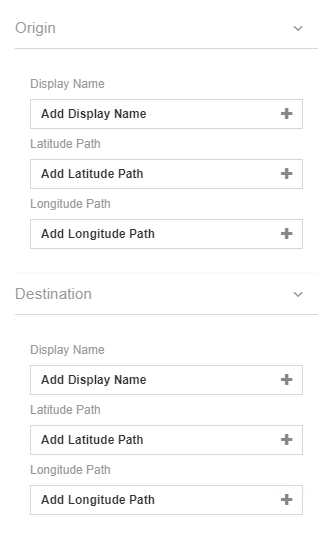 Origin
Display Name
Add Display Name
Latitude Path
Add Latitude Path
Longitude Path
Add Longitude Path
Destination
Display Name
Add Display Name
Latitude Path
Add Latitude Path
Longitude Path
Add Longitude Path